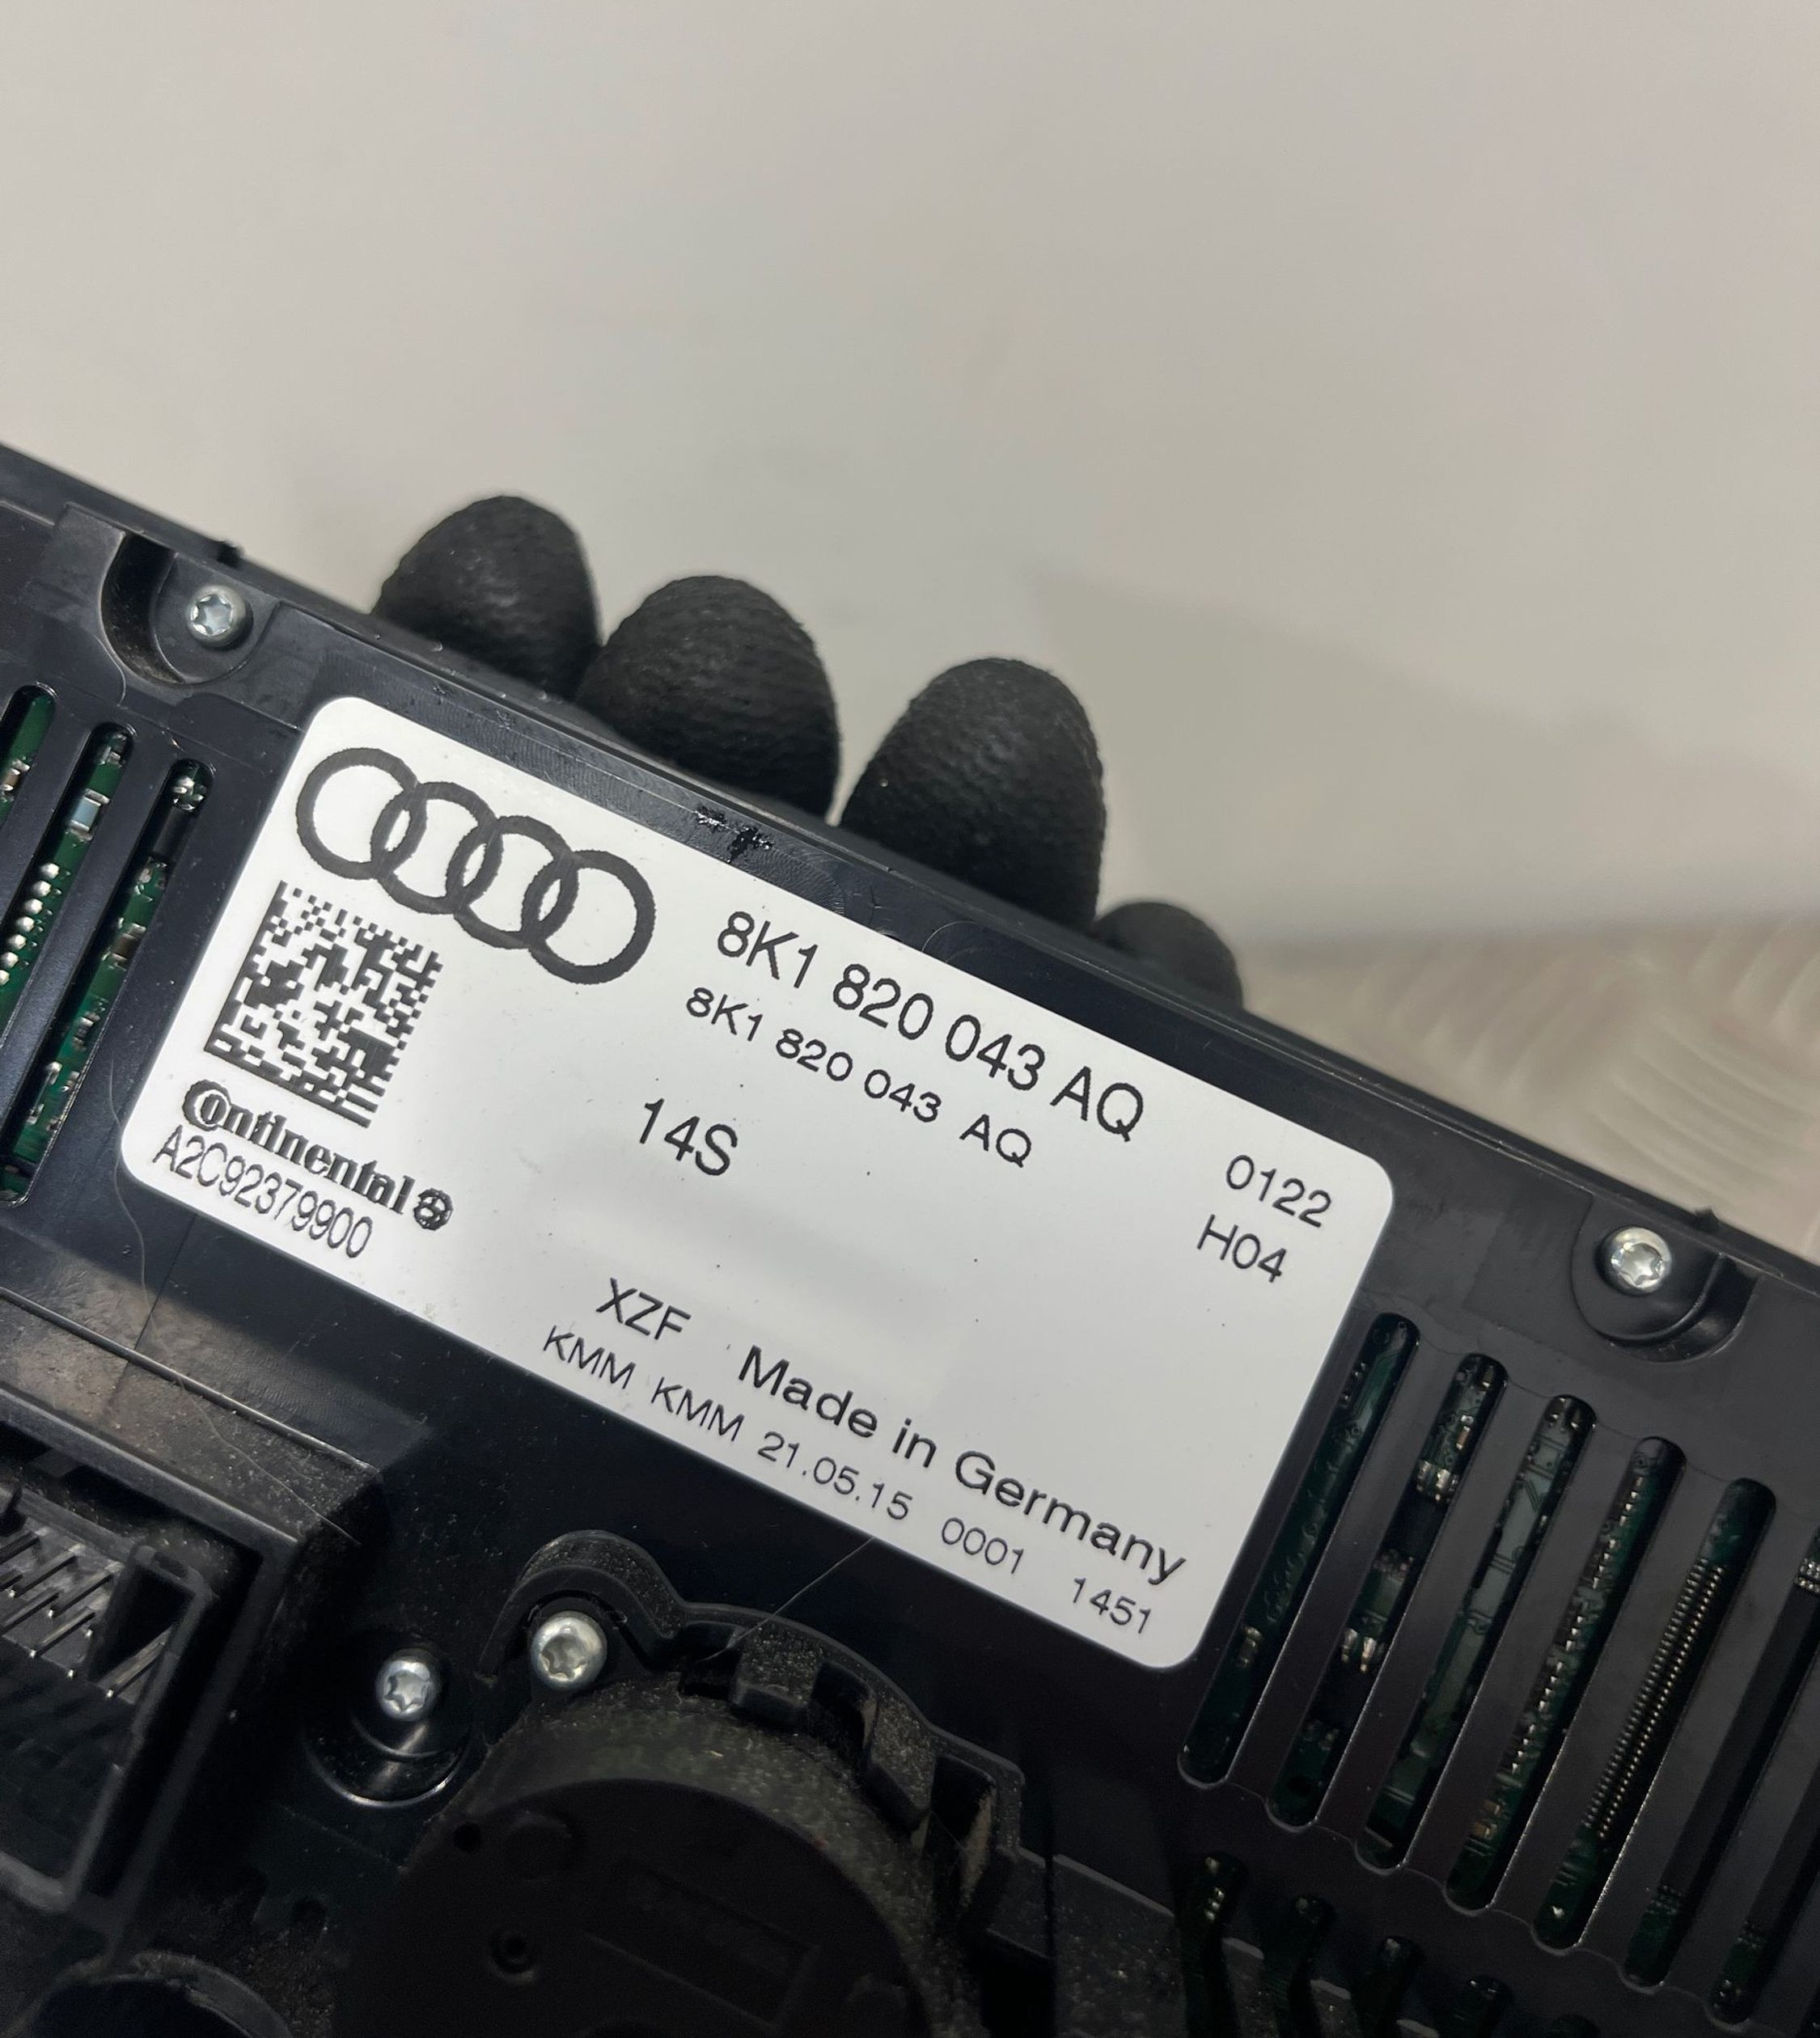 8K1 820 043 AQ
8K1 820 043 AQ
14S
0122
H04
Continental
A2C92379900
XZF Made in Germany
KMM KMM 21.05.15 0001 1451